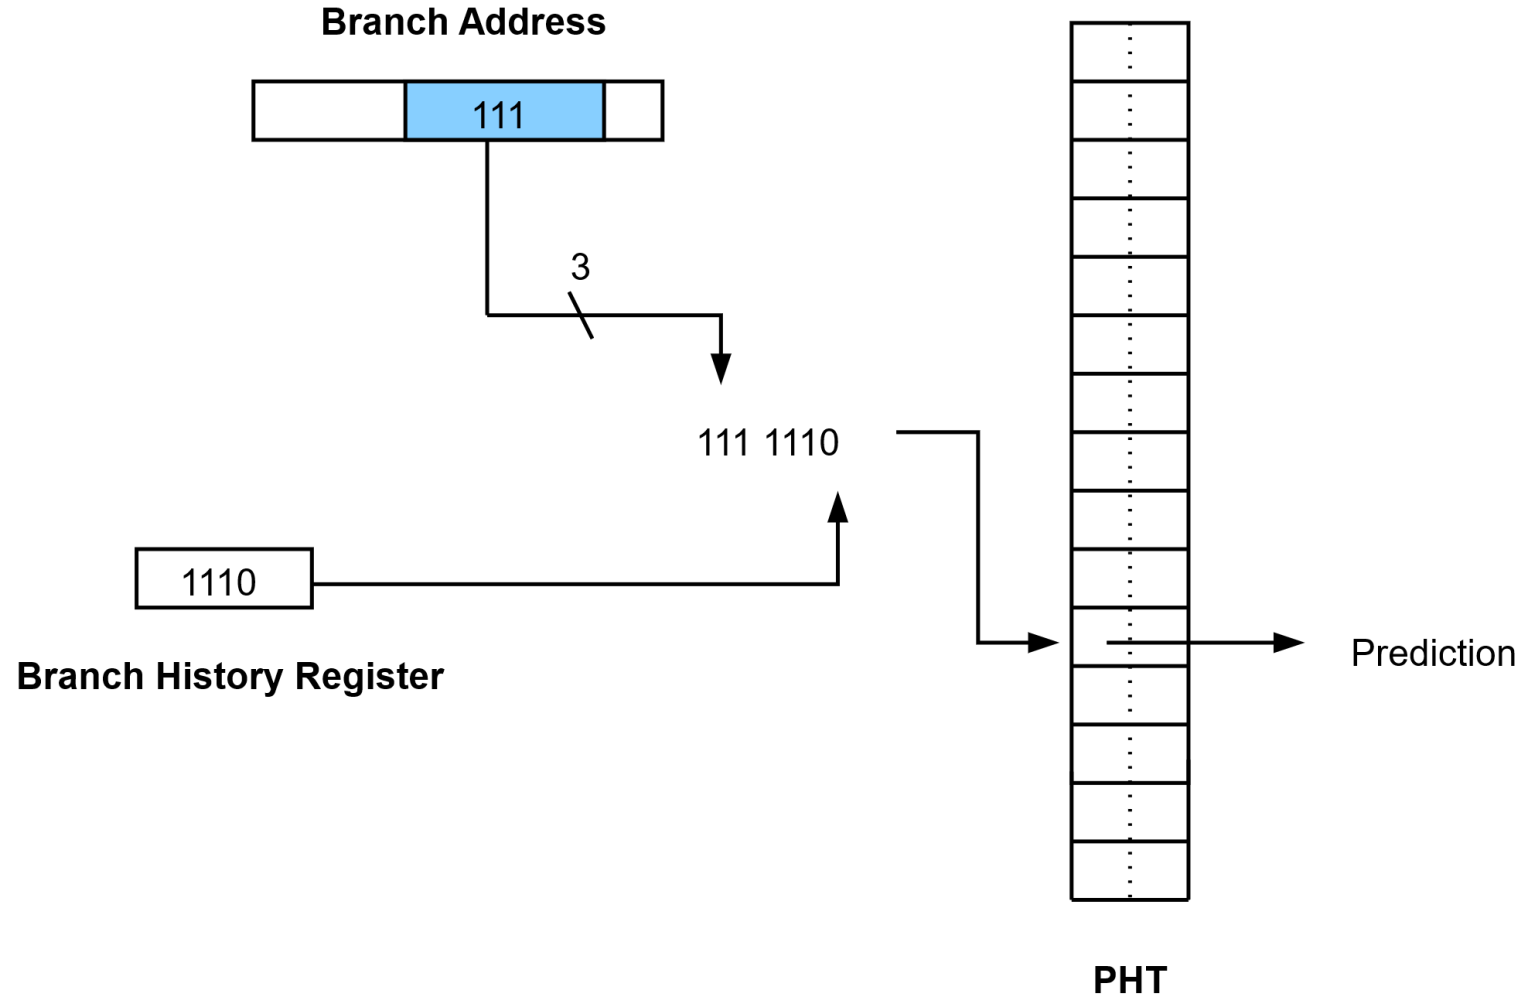 Branch Address
111
3
111 1110
1110
Prediction
Branch History Register
PHT